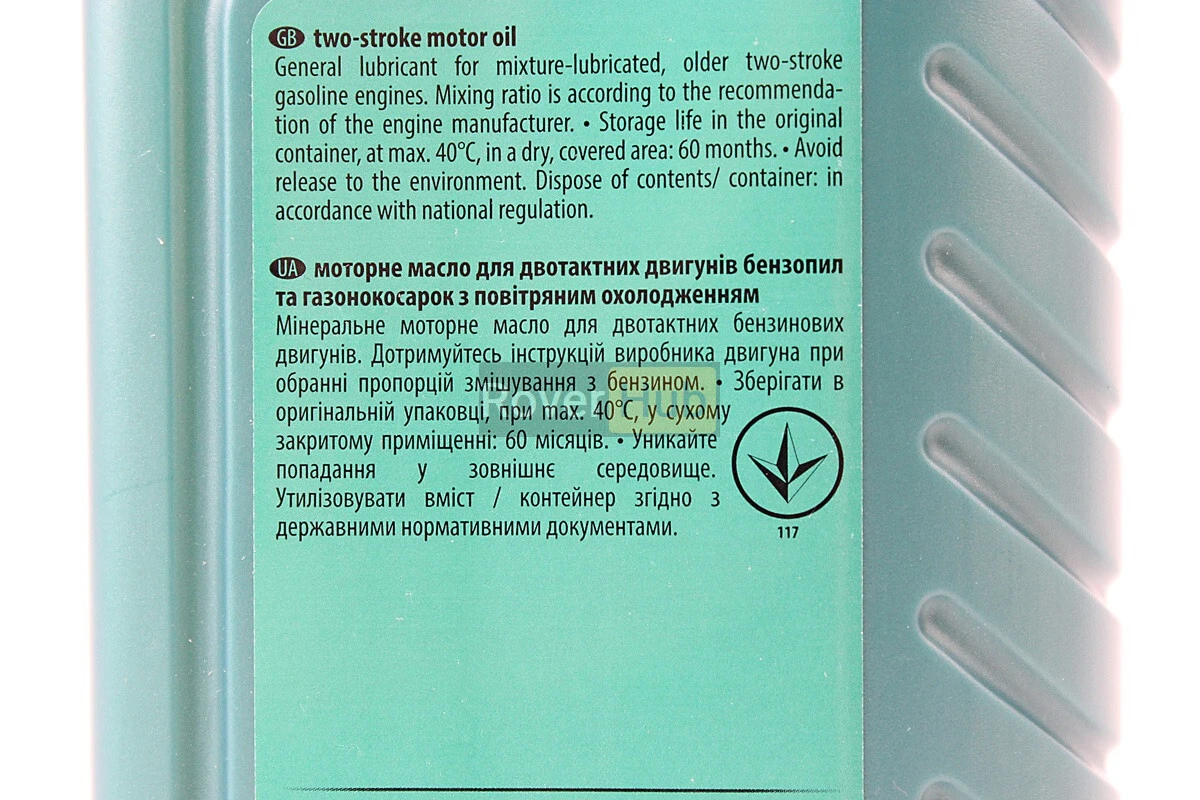 GB two-stroke motor oil
General lubricant for mixture-lubricated, older two-stroke
gasoline engines. Mixing ratio is according to the recommenda-
tion of the engine manufacturer. • Storage life in the original
container, at max. 40°C, in a dry, covered area: 60 months. • Avoid
release to the environment. Dispose of contents/ container: in
accordance with national regulation.
UA моторне масло для двотактних двигунів бензопил
та газонокосарок з повітряним охолодженням
Мінеральне моторне масло для двотактних бензинових
двигунів. Дотримуйтесь інструкцій виробника двигуна при
обранні пропорцій змішування з бензином. • Зберігати в
оригінальній упаковці, при max. 40°C, у сухому
закритому приміщенні: 60 місяців. • Уникайте
попадання у зовнішнє середовище.
Утилізовувати вміст / контейнер згідно з
державними нормативними документами.
117
Rover Hub